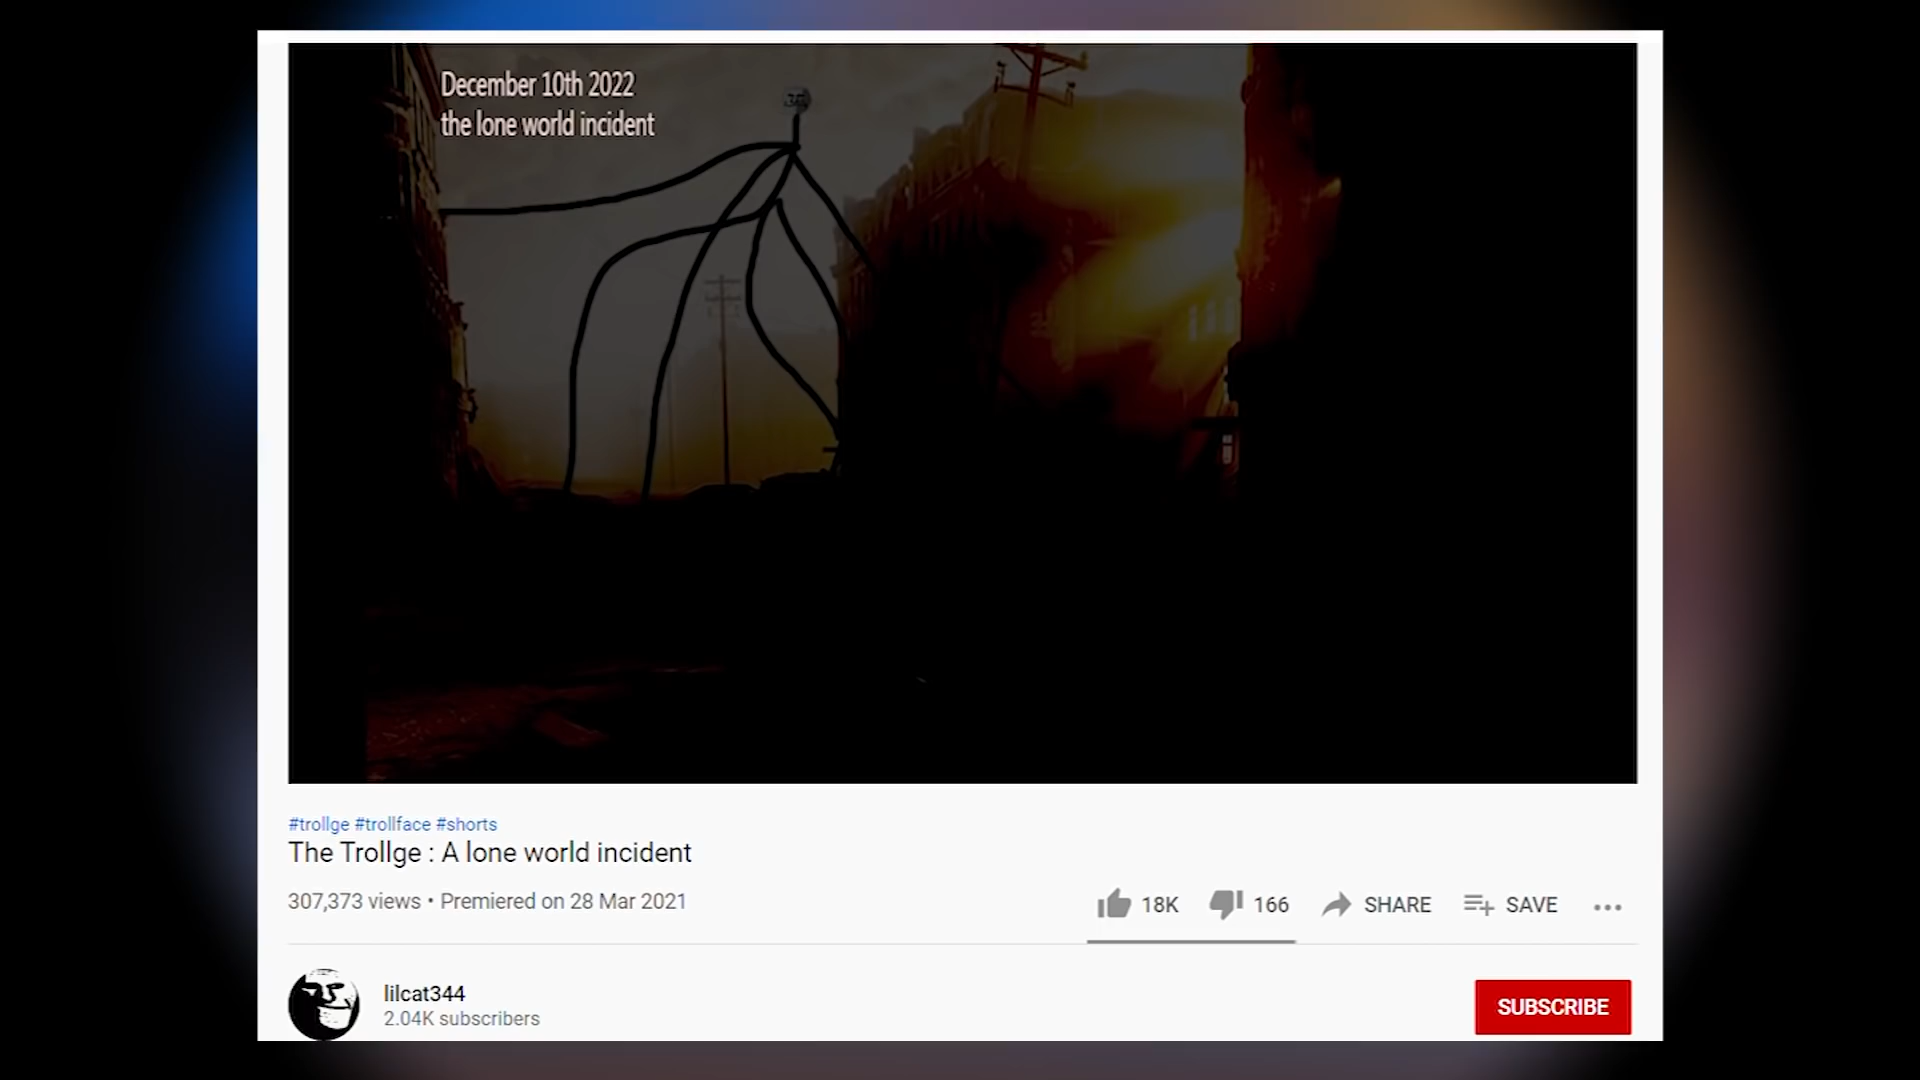 December 10th 2022
the lone world incident
#trollge #trollface #shorts
The Trollge : A lone world incident
307,373 views • Premiered on 28 Mar 2021
18K 166 SHARE SAVE
lilcat344
2.04K subscribers
SUBSCRIBE